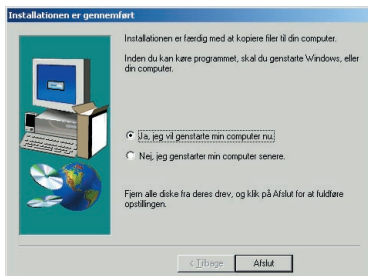 Installationen er gennemført
Installationen er færdig med at kopiere filer til din computer.
Inden du kan køre programmet, skal du genstarte Windows, eller
din computer.
Ja, jeg vil genstarte min computer nu.
Nej, jeg genstarter min computer senere.
Fjern alle diske fra deres drev, og klik på Afslut for at fuldføre
opstillingen.
< Tilbage
Afslut